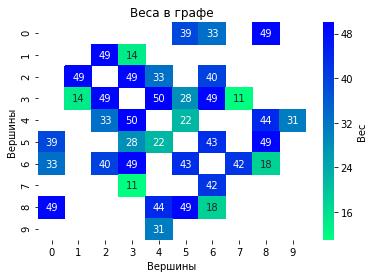 Веса в графе
0 39 33 49
1 49 14
2 49 49 33 40
3 14 49 50 28 49 11
4 33 50 22 44 31
5 39 28 22 43 49
6 33 40 49 43 42 18
7 11 42
8 49 44 49 18
9 31
0 1 2 3 4 5 6 7 8 9
Вершины
Вершины
48
40
32
24
16
Вес